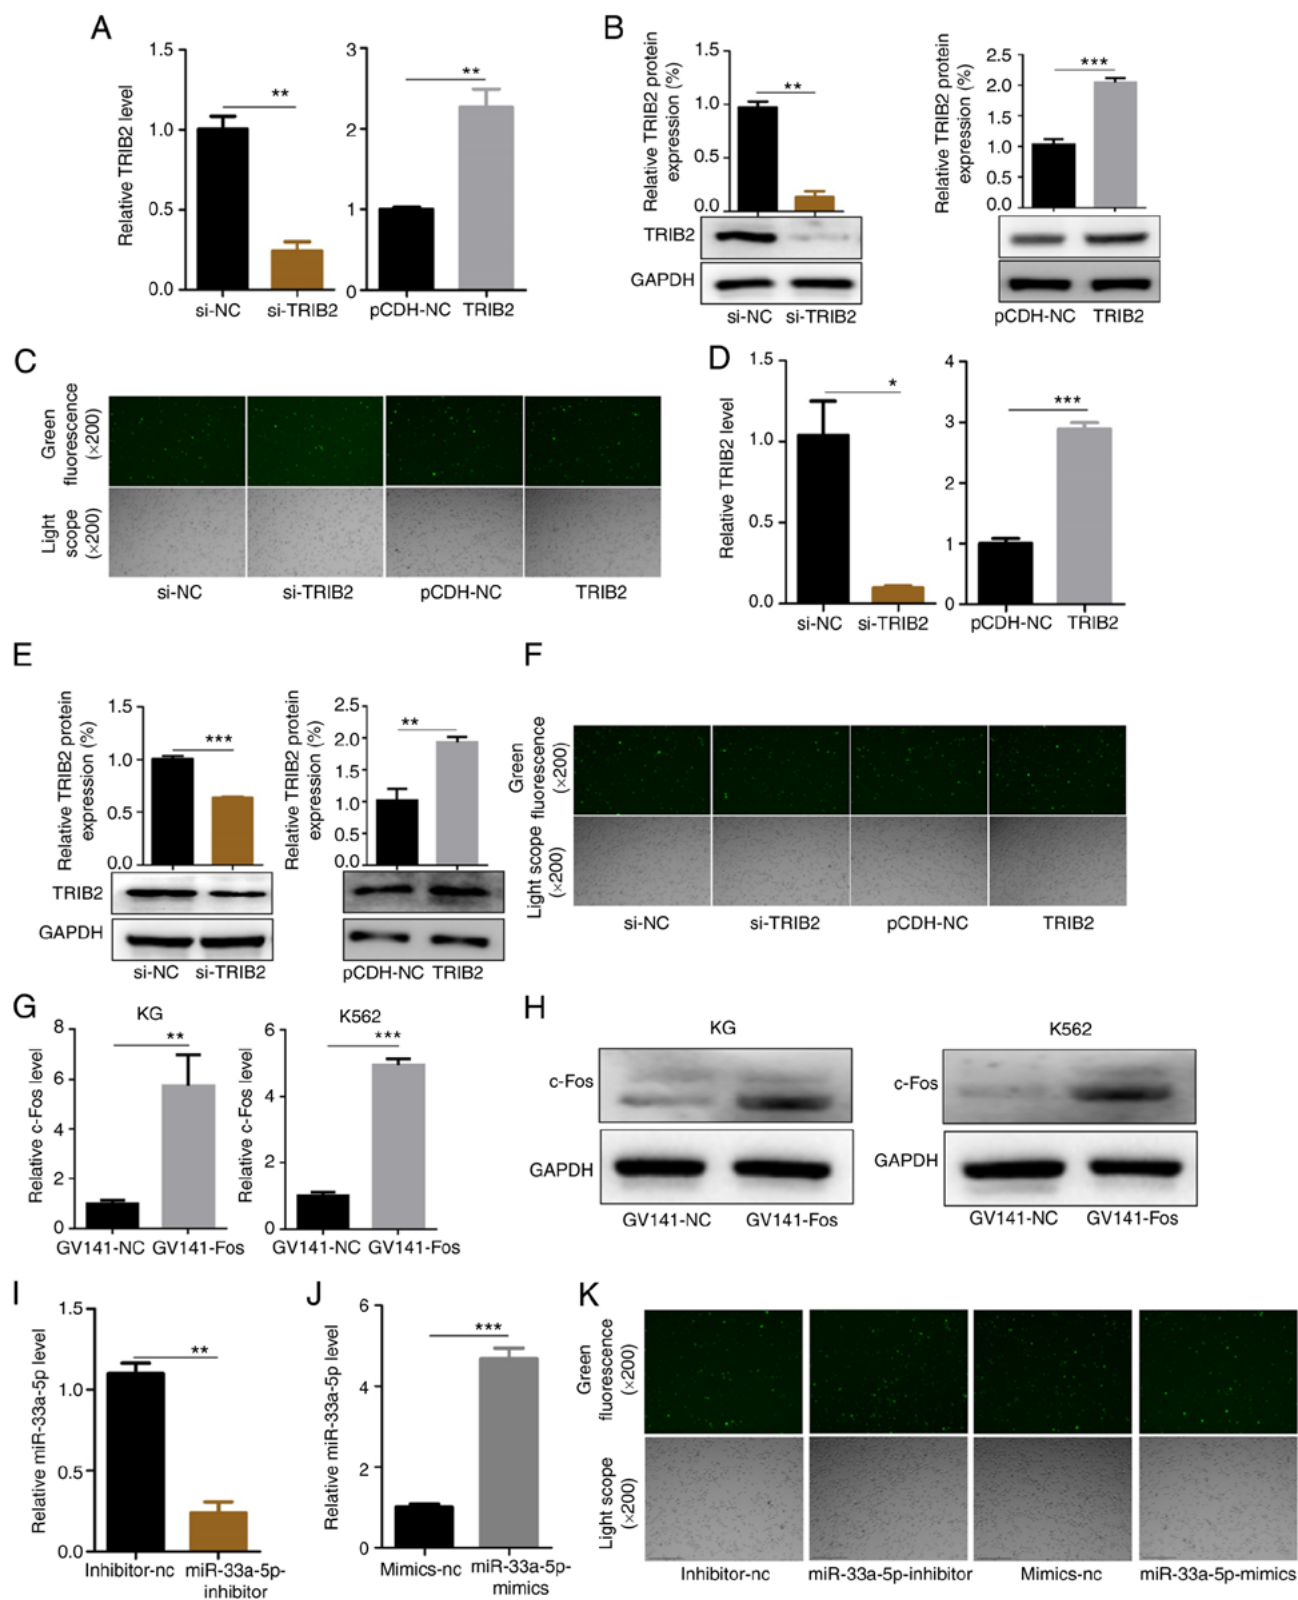 A
Relative TRIB2 level
1.5
1.0
0.5
0.0
**
si-NC
si-TRIB2
3
2
1
0
**
pCDH-NC
TRIB2
B
Relative TRIB2 protein
expression (%)
1.5
1.0
0.5
0.0
**
TRIB2
GAPDH
si-NC
si-TRIB2
Relative TRIB2 protein
expression (%)
2.5
2.0
1.5
1.0
0.5
0.0
***
pCDH-NC
TRIB2
C
Green
fluorescence
(×200)
Light
scope
(×200)
si-NC
si-TRIB2
pCDH-NC
TRIB2
D
Relative TRIB2 level
1.5
1.0
0.5
0.0
*
si-NC
si-TRIB2
4
3
2
1
0
***
pCDH-NC
TRIB2
E
Relative TRIB2 protein
expression (%)
1.5
1.0
0.5
0.0
***
TRIB2
GAPDH
si-NC
si-TRIB2
Relative TRIB2 protein
expression (%)
2.5
2.0
1.5
1.0
0.5
0.0
**
pCDH-NC
TRIB2
F
Green
fluorescence
(×200)
Light scope
(×200)
si-NC
si-TRIB2
pCDH-NC
TRIB2
G
KG
Relative c-Fos level
8
6
4
2
0
**
GV141-NC
GV141-Fos
K562
Relative c-Fos level
6
4
2
0
***
GV141-NC
GV141-Fos
H
KG
c-Fos
GAPDH
GV141-NC
GV141-Fos
K562
c-Fos
GAPDH
GV141-NC
GV141-Fos
I
Relative miR-33a-5p level
1.5
1.0
0.5
0.0
**
Inhibitor-nc
miR-33a-5p-
inhibitor
J
Relative miR-33a-5p level
6
4
2
0
***
Mimics-nc
miR-33a-5p-
mimics
K
Green
fluorescence
(×200)
Light scope
(×200)
Inhibitor-nc
miR-33a-5p-inhibitor
Mimics-nc
miR-33a-5p-mimics